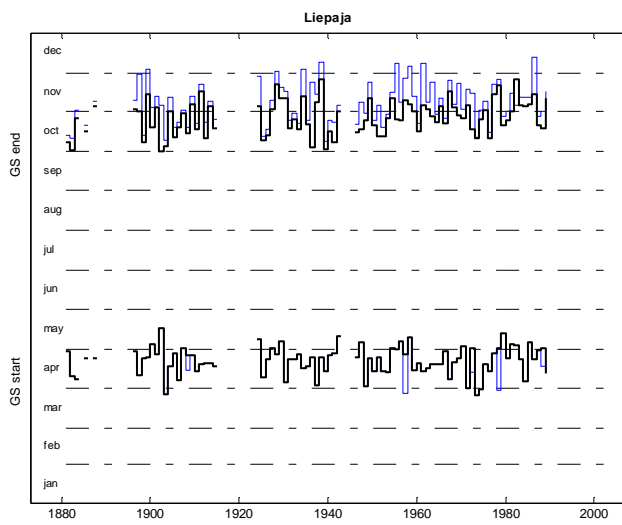 Liepaja
dec
nov
oct
sep
aug
jul
jun
may
apr
mar
feb
jan
GS end
GS start
1880 1900 1920 1940 1960 1980 2000